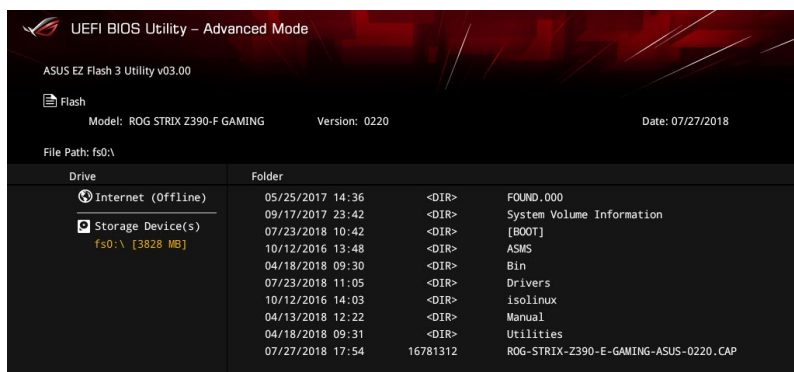 UEFI BIOS Utility – Advanced Mode
ASUS EZ Flash 3 Utility v03.00
Flash
Model: ROG STRIX Z390-F GAMING Version: 0220 Date: 07/27/2018
File Path: fs0:\
Drive Folder
Internet (Offline) 05/25/2017 14:36 <DIR> FOUND.000
09/17/2017 23:42 <DIR> System Volume Information
Storage Device(s) 07/23/2018 10:42 <DIR> [BOOT]
fs0:\ [3828 MB] 10/12/2016 13:48 <DIR> ASMS
04/18/2018 09:30 <DIR> Bin
07/23/2018 11:05 <DIR> Drivers
10/12/2016 14:03 <DIR> isolinux
04/13/2018 12:22 <DIR> Manual
04/18/2018 09:31 <DIR> Utilities
07/27/2018 17:54 16781312 ROG-STRIX-Z390-E-GAMING-ASUS-0220.CAP